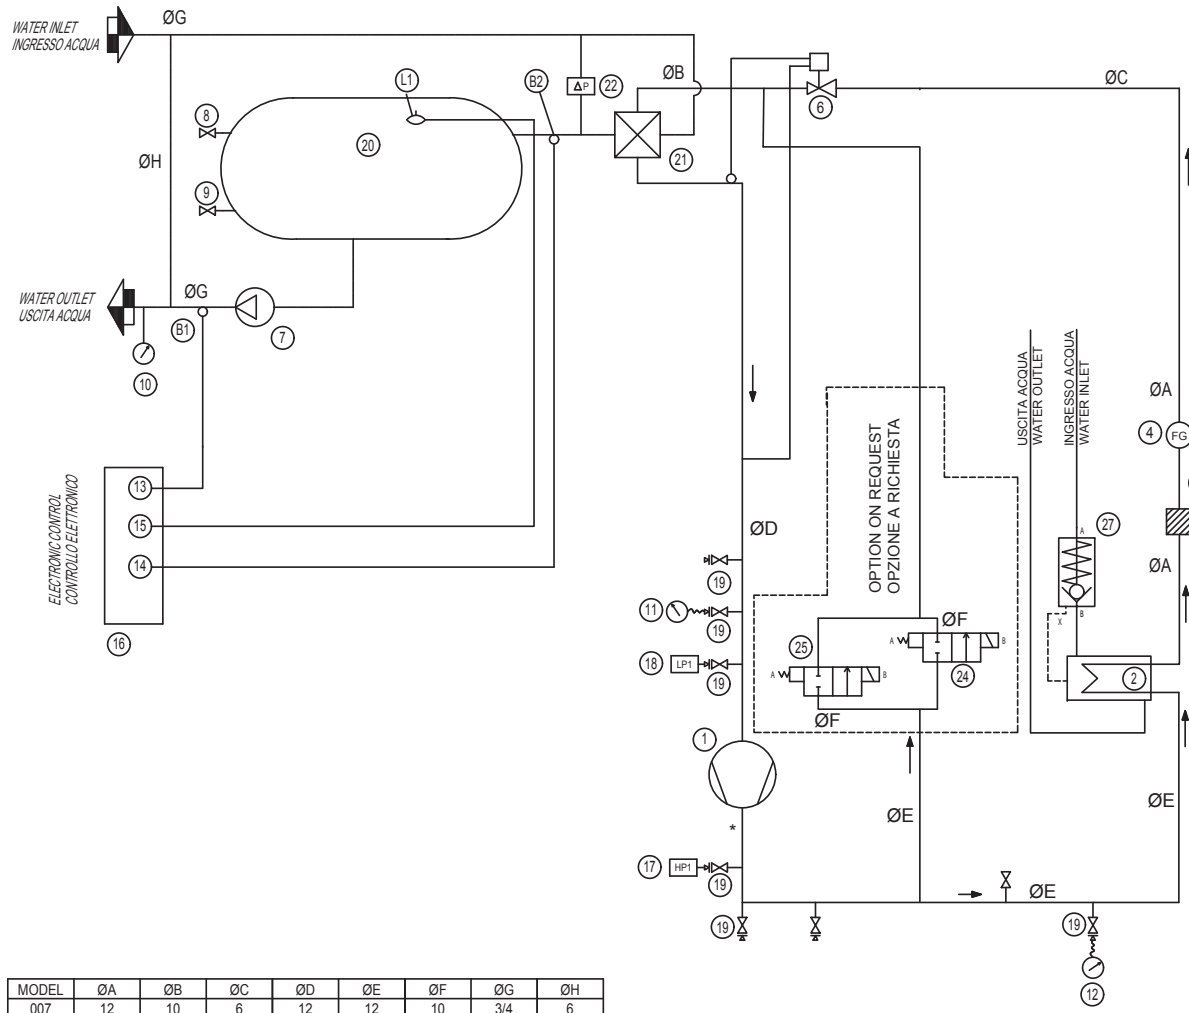 WATER INLET
INGRESSO ACQUA
ØG
L1
B2
ΔP
22
ØB
6
ØC
8
20
21
ØH
9
WATER OUTLET
USCITA ACQUA
ØG
B1
7
10
ELECTRONIC CONTROL
CONTROLLO ELETTRONICO
13
15
14
16
OPTION ON REQUEST
OPZIONE A RICHIESTA
USCITA ACQUA
WATER OUTLET
INGRESSO ACQUA
WATER INLET
ØA
4
FG
ØD
A
27
ØA
19
11
19
X
B
18
LP1
19
25
ØF
A
B
24
A
B
ØF
2
1
*
ØE
ØE
17
HP1
19
ØE
19
19
12
MODEL ØA ØB ØC ØD ØE ØF ØG ØH
007 12 10 6 12 12 10 3/4 6